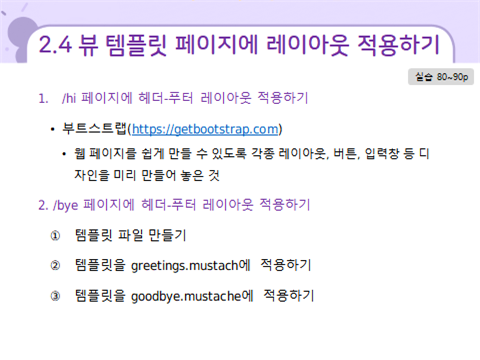 2.4 뷰 템플릿 페이지에 레이아웃 적용하기
실습 80~90p
1. /hi 페이지에 헤더-푸터 레이아웃 적용하기
• 부트스트랩(https://getbootstrap.com)
• 웹 페이지를 쉽게 만들 수 있도록 각종 레이아웃, 버튼, 입력창 등 디
자인을 미리 만들어 놓은 것
2. /bye 페이지에 헤더-푸터 레이아웃 적용하기
① 템플릿 파일 만들기
② 템플릿을 greetings.mustach에 적용하기
③ 템플릿을 goodbye.mustache에 적용하기